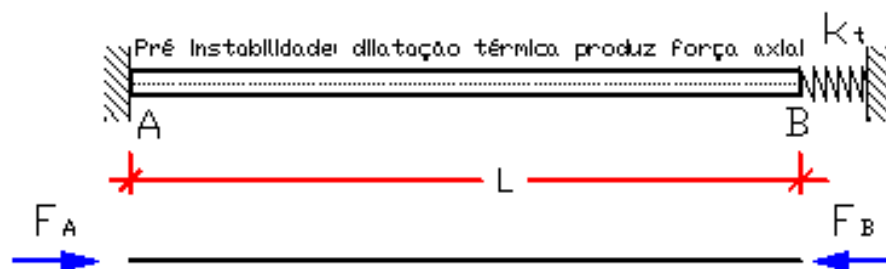 Pré Instabilidade: dilatação térmica produz força axial
kt
A
B
L
FA
FB